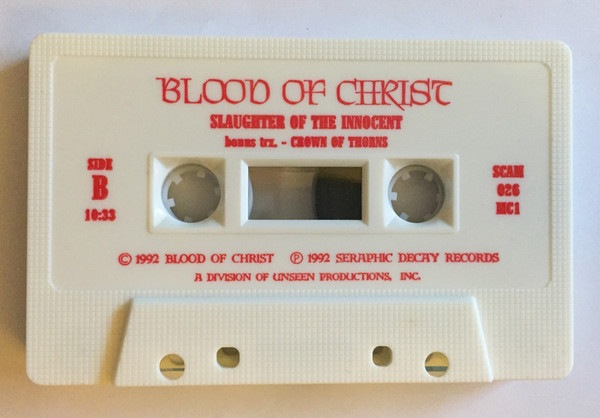 BLOOD OF CHRIST
SLAUGHTER OF THE INNOCENT
bonus trx. - CROWN OF THORNS
SIDE
B
10:33
SCAM
026
MC1
© 1992 BLOOD OF CHRIST ℗ 1992 SERAPHIC DECAY RECORDS
A DIVISION OF UNSEEN PRODUCTIONS, INC.